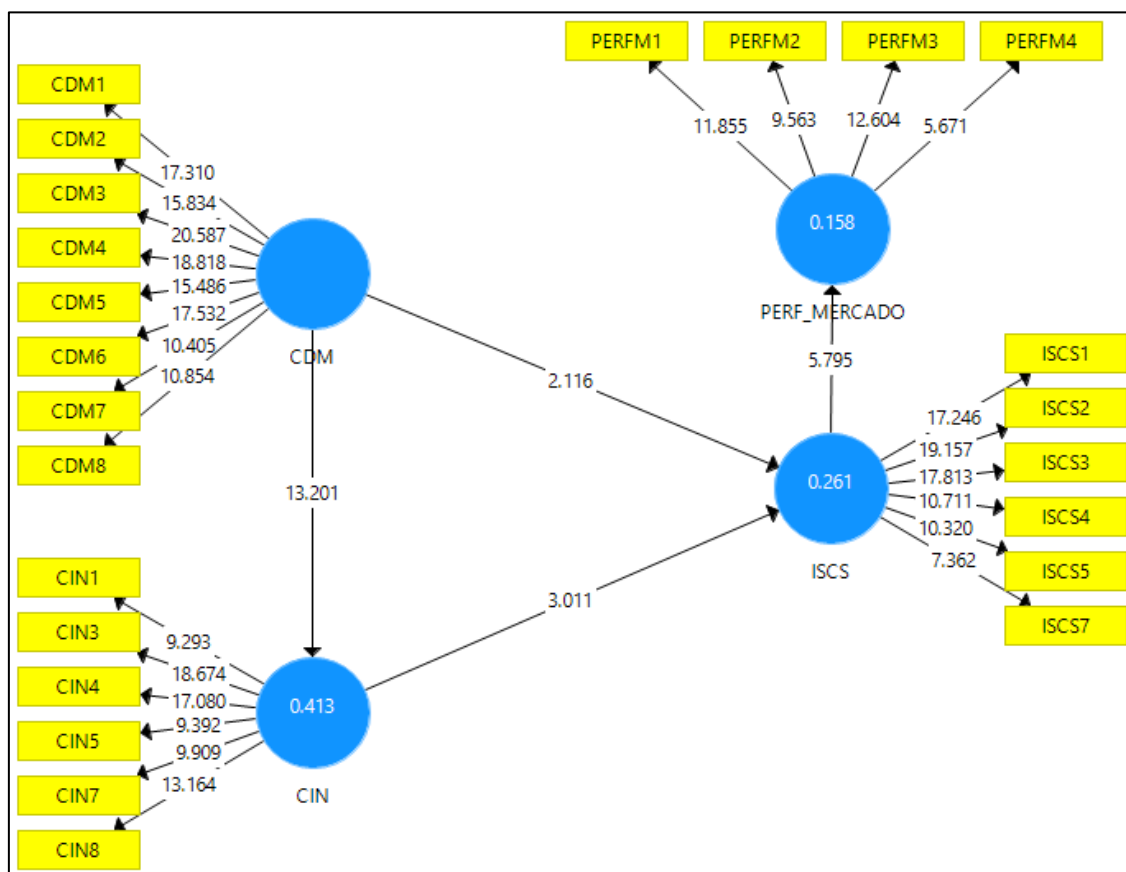 PERFM1 PERFM2 PERFM3 PERFM4
11.855 9.563 12.604 5.671
0.158
PERF_MERCADO
5.795
CDM1
CDM2
CDM3
CDM4
CDM5
CDM6
CDM7
CDM8
17.310
15.834
20.587
18.818
15.486
17.532
10.405
10.854
CDM
2.116
13.201
3.011
ISCS1
ISCS2
ISCS3
ISCS4
ISCS5
ISCS7
17.246
19.157
17.813
10.711
10.320
7.362
0.261
ISCS
CIN1
CIN3
CIN4
CIN5
CIN7
CIN8
9.293
18.674
17.080
9.392
9.909
13.164
0.413
CIN